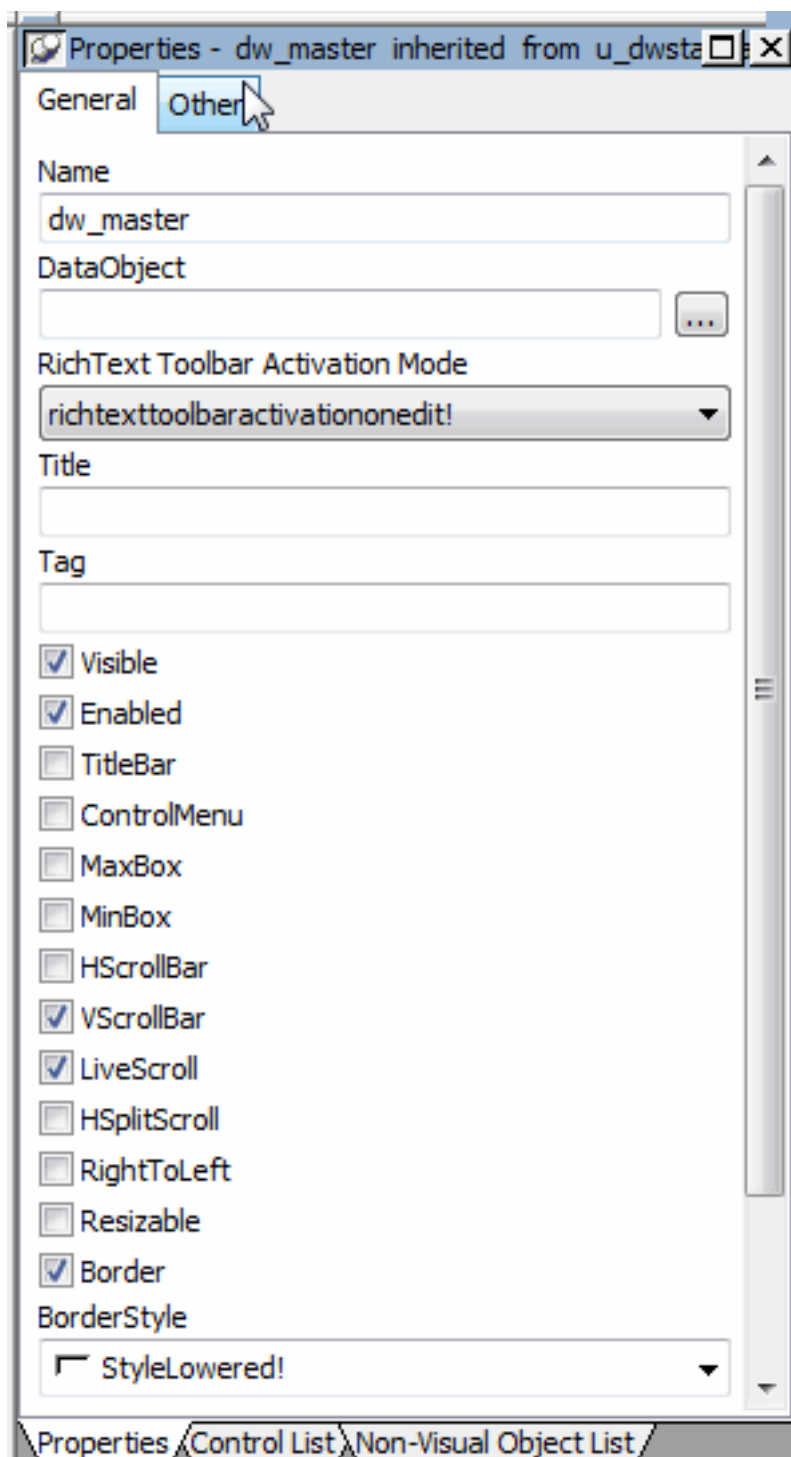 Properties - dw_master inherited from u_dwsta
General Other
Name
dw_master
DataObject
...
RichText Toolbar Activation Mode
richtexttoolbaractivationonedit!
Title
Tag
Visible
Enabled
TitleBar
ControlMenu
MaxBox
MinBox
HScrollBar
VScrollBar
LiveScroll
HSplitScroll
RightToLeft
Resizable
Border
BorderStyle
StyleLowered!
Properties Control List Non-Visual Object List